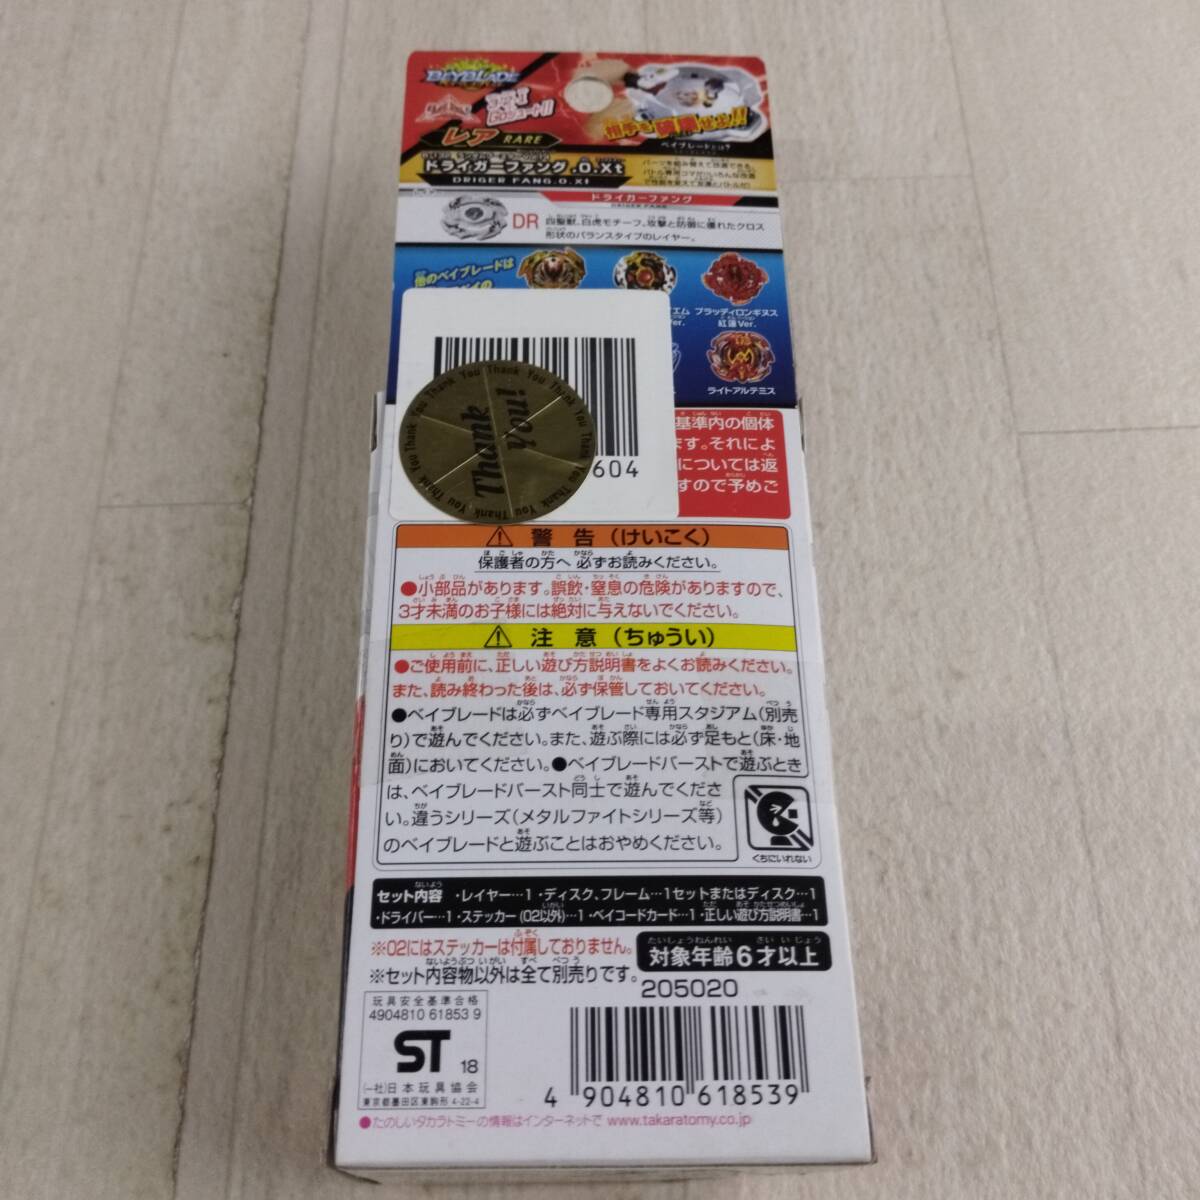 BEYBLADE
レア RARE
相手を
ベイブレードとは?
ドライガーファング.0.Xt
DRIGER FANG.0.Xt
ドライガーファング
DRIGER FANG
DR
四聖獣、白虎モチーフ。攻撃と防御に優れたクロス
形状のバランスタイプのレイヤー。
他のベイブレードは
ブラッディロンギヌス
紅蓮Ver.
ライトアルテミス
Thank You!
Thank You Thank You Thank You Thank You Thank You Thank You
604
基準内の個体
ます。それによ
については返
すので予めご
警告(けいこく)
保護者の方へ 必ずお読みください。
●小部品があります。誤飲・窒息の危険がありますので、
3才未満のお子様には絶対に与えないでください。
注意(ちゅうい)
●ご使用前に、正しい遊び方説明書をよくお読みください。
また、読み終わった後は、必ず保管しておいてください。
●ベイブレードは必ずベイブレード専用スタジアム(別売
り)で遊んでください。また、遊ぶ際には必ず足もと(床・地
面)においてください。●ベイブレードバーストで遊ぶとき
は、ベイブレードバースト同士で遊んでくださ
い。違うシリーズ(メタルファイトシリーズ等)
のベイブレードと遊ぶことはおやめください。
くちにいれない
セット内容 ・レイヤー…1 ・ディスク、フレーム…1セットまたはディスク…1
・ドライバー…1 ・ステッカー(02以外)…1 ・ベイコードカード…1 ・正しい遊び方説明書…1
※02にはステッカーは付属しておりません。
※セット内容物以外は全て別売りです。
対象年齢6才以上
205020
玩具安全基準合格
4904810 61853 9
ST 18
(一社)日本玩具協会
東京都墨田区東駒形 4-22-4
4 904810 618539
●たのしいタカラトミーの情報はインターネットで www.takaratomy.co.jp